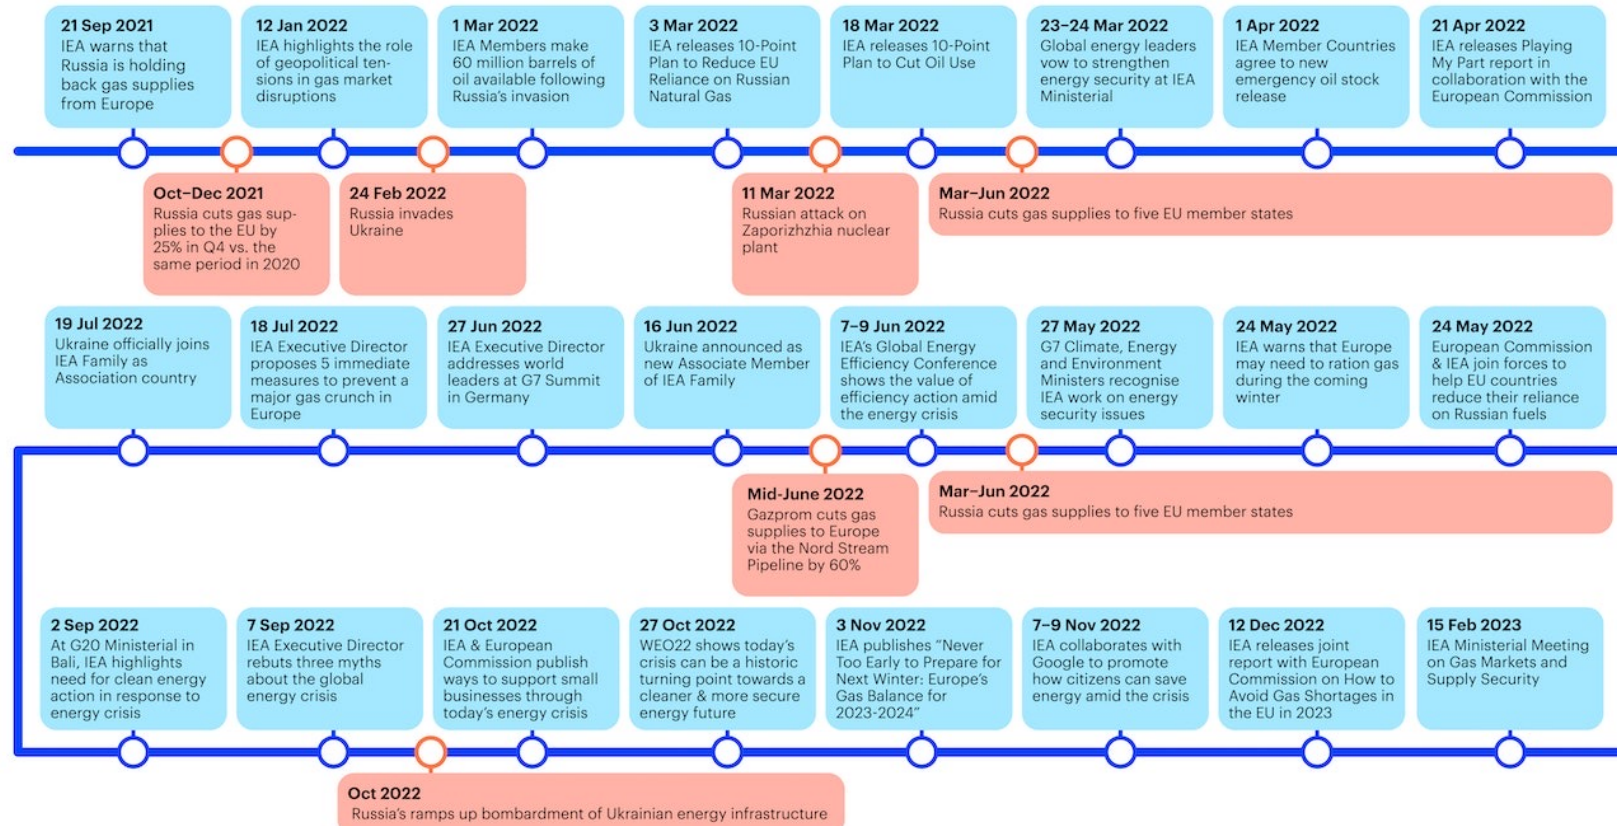 21 Sep 2021
IEA warns that
Russia is holding
back gas supplies
from Europe
12 Jan 2022
IEA highlights the role
of geopolitical ten-
sions in gas market
disruptions
1 Mar 2022
IEA Members make
60 million barrels of
oil available following
Russia's invasion
3 Mar 2022
IEA releases 10-Point
Plan to Reduce EU
Reliance on Russian
Natural Gas
18 Mar 2022
IEA releases 10-Point
Plan to Cut Oil Use
23–24 Mar 2022
Global energy leaders
vow to strengthen
energy security at IEA
Ministerial
1 Apr 2022
IEA Member Countries
agree to new
emergency oil stock
release
21 Apr 2022
IEA releases Playing
My Part report in
collaboration with the
European Commission
Oct–Dec 2021
Russia cuts gas sup-
plies to the EU by
25% in Q4 vs. the
same period in 2020
24 Feb 2022
Russia invades
Ukraine
11 Mar 2022
Russian attack on
Zaporizhzhia nuclear
plant
Mar–Jun 2022
Russia cuts gas supplies to five EU member states
19 Jul 2022
Ukraine officially joins
IEA Family as
Association country
18 Jul 2022
IEA Executive Director
proposes 5 immediate
measures to prevent a
major gas crunch in
Europe
27 Jun 2022
IEA Executive Director
addresses world
leaders at G7 Summit
in Germany
16 Jun 2022
Ukraine announced as
new Associate Member
of IEA Family
7–9 Jun 2022
IEA's Global Energy
Efficiency Conference
shows the value of
efficiency action amid
the energy crisis
27 May 2022
G7 Climate, Energy
and Environment
Ministers recognise
IEA work on energy
security issues
24 May 2022
IEA warns that Europe
may need to ration gas
during the coming
winter
24 May 2022
European Commission
& IEA join forces to
help EU countries
reduce their reliance
on Russian fuels
Mid-June 2022
Gazprom cuts gas
supplies to Europe
via the Nord Stream
Pipeline by 60%
Mar–Jun 2022
Russia cuts gas supplies to five EU member states
2 Sep 2022
At G20 Ministerial in
Bali, IEA highlights
need for clean energy
action in response to
energy crisis
7 Sep 2022
IEA Executive Director
rebuts three myths
about the global
energy crisis
21 Oct 2022
IEA & European
Commission publish
ways to support small
businesses through
today's energy crisis
27 Oct 2022
WEO22 shows today's
crisis can be a historic
turning point towards a
cleaner & more secure
energy future
3 Nov 2022
IEA publishes "Never
Too Early to Prepare for
Next Winter: Europe's
Gas Balance for
2023-2024"
7–9 Nov 2022
IEA collaborates with
Google to promote
how citizens can save
energy amid the crisis
12 Dec 2022
IEA releases joint
report with European
Commission on How to
Avoid Gas Shortages in
the EU in 2023
15 Feb 2023
IEA Ministerial Meeting
on Gas Markets and
Supply Security
Oct 2022
Russia's ramps up bombardment of Ukrainian energy infrastructure